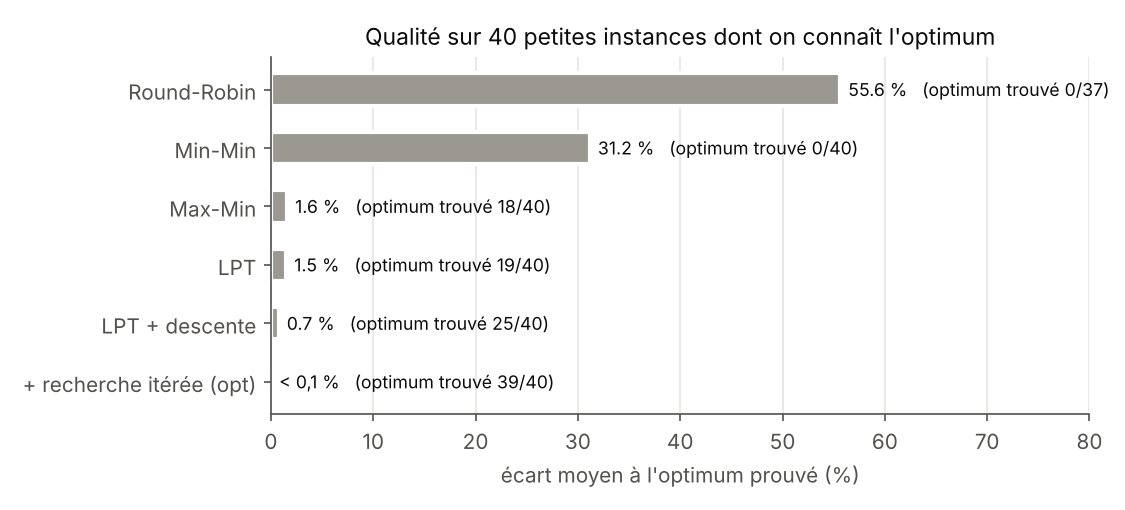 Qualité sur 40 petites instances dont on connaît l'optimum
Round-Robin 55.6 % (optimum trouvé 0/37)
Min-Min 31.2 % (optimum trouvé 0/40)
Max-Min 1.6 % (optimum trouvé 18/40)
LPT 1.5 % (optimum trouvé 19/40)
LPT + descente 0.7 % (optimum trouvé 25/40)
+ recherche itérée (opt) < 0,1 % (optimum trouvé 39/40)
0 10 20 30 40 50 60 70 80
écart moyen à l'optimum prouvé (%)